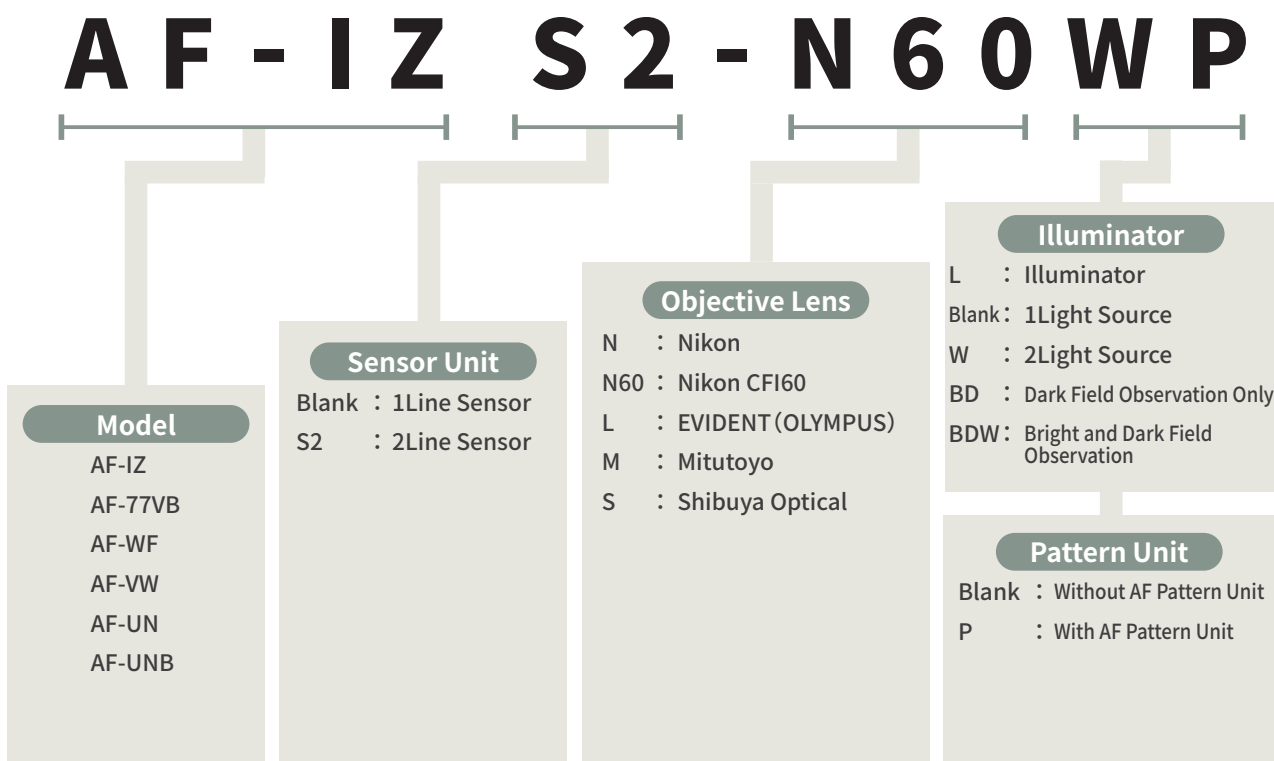 AF-IZ S2-N60WP
Model
AF-IZ
AF-77VB
AF-WF
AF-VW
AF-UN
AF-UNB
Sensor Unit
Blank : 1Line Sensor
S2 : 2Line Sensor
Objective Lens
N : Nikon
N60 : Nikon CFI60
L : EVIDENT(OLYMPUS)
M : Mitutoyo
S : Shibuya Optical
Illuminator
L : Illuminator
Blank : 1Light Source
W : 2Light Source
BD : Dark Field Observation Only
BDW : Bright and Dark Field
Observation
Pattern Unit
Blank : Without AF Pattern Unit
P : With AF Pattern Unit